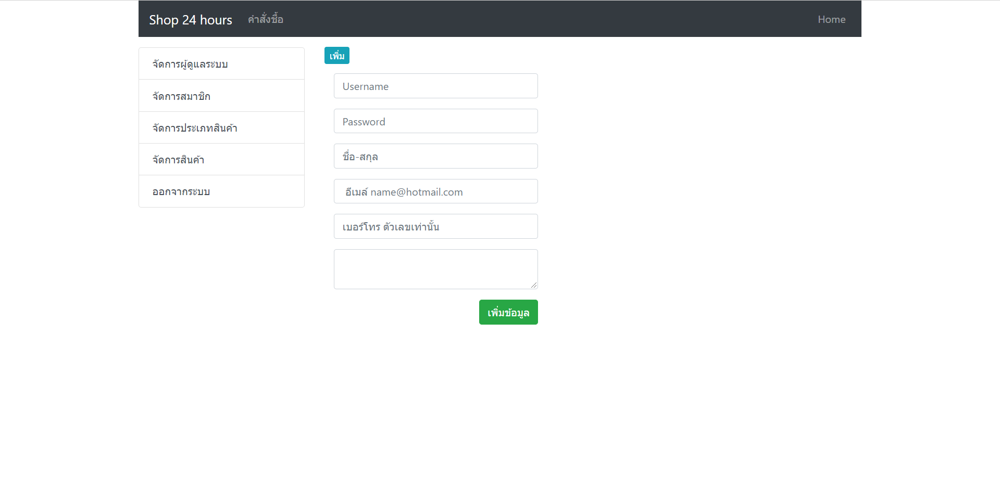 Shop 24 hours คำสั่งซื้อ Home
จัดการผู้ดูแลระบบ
จัดการสมาชิก
จัดการประเภทสินค้า
จัดการสินค้า
ออกจากระบบ
เพิ่ม
Username
Password
ชื่อ-สกุล
อีเมล์ name@hotmail.com
เบอร์โทร ตัวเลขเท่านั้น
เพิ่มข้อมูล